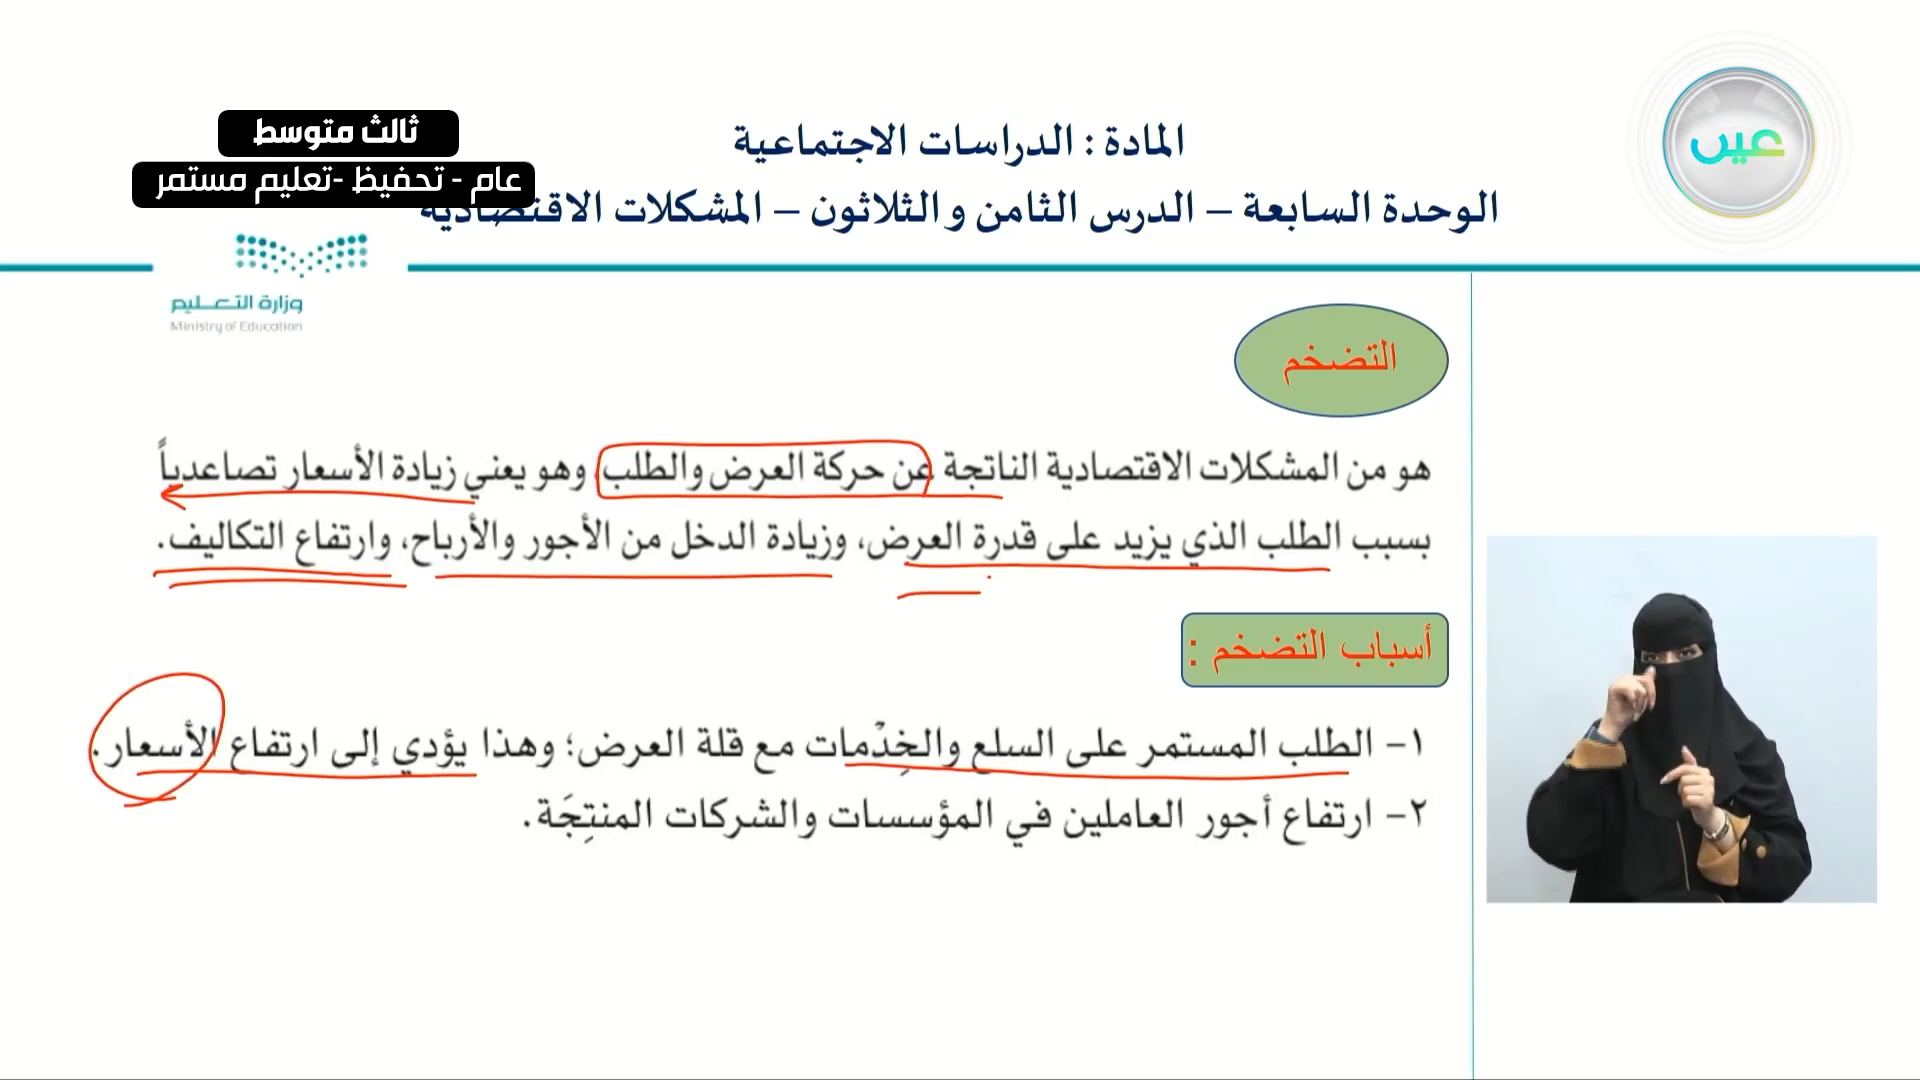 عين
المادة : الدراسات الاجتماعية
ثالث متوسط
عام - تحفيظ -تعليم مستمر
الوحدة السابعة – الدرس الثامن والثلاثون – المشكلات الاقتصادية
وزارة التعليم
Ministry of Education
التضخم
هو من المشكلات الاقتصادية الناتجة عن حركة العرض والطلب، وهو يعني زيادة الأسعار تصاعدياً
بسبب الطلب الذي يزيد على قدرة العرض، وزيادة الدخل من الأجور والأرباح، وارتفاع التكاليف.
أسباب التضخم :
١- الطلب المستمر على السلع والخِدْمات مع قلة العرض؛ وهذا يؤدي إلى ارتفاع الأسعار.
٢- ارتفاع أجور العاملين في المؤسسات والشركات المنتِجَة.